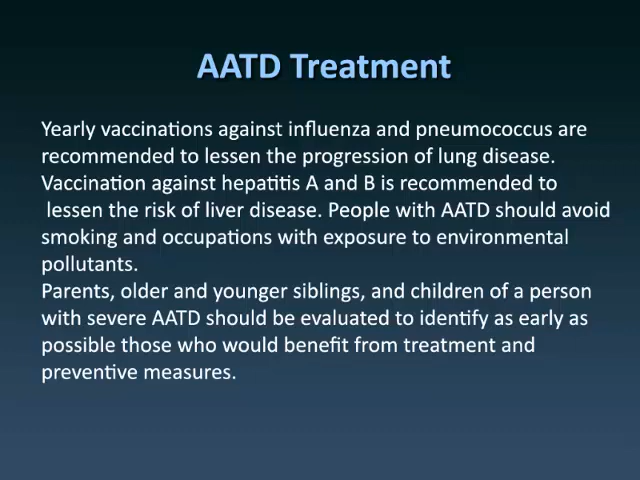 AATD Treatment
Yearly vaccinations against influenza and pneumococcus are
recommended to lessen the progression of lung disease.
Vaccination against hepatitis A and B is recommended to
lessen the risk of liver disease. People with AATD should avoid
smoking and occupations with exposure to environmental
pollutants.
Parents, older and younger siblings, and children of a person
with severe AATD should be evaluated to identify as early as
possible those who would benefit from treatment and
preventive measures.